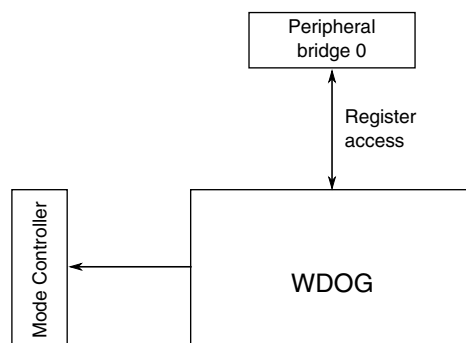 Peripheral
bridge 0
Register
access
Mode Controller
WDOG